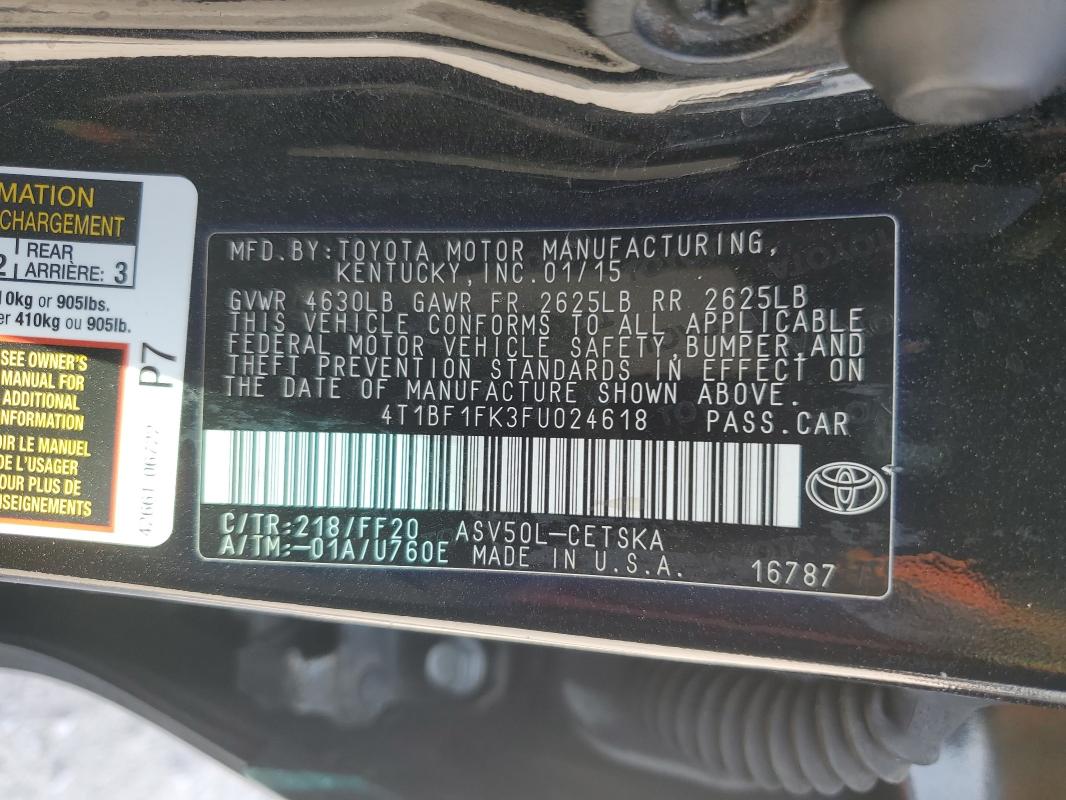 MATION
CHARGEMENT
2 REAR
ARRIÈRE: 3
10kg or 905lbs.
er 410kg ou 905lb.
SEE OWNER'S
MANUAL FOR
ADDITIONAL
INFORMATION
OIR LE MANUEL
DE L'USAGER
OUR PLUS DE
NSEIGNEMENTS
P7
MFD.BY:TOYOTA MOTOR MANUFACTURING,
KENTUCKY, INC.01/15
GVWR 4630LB GAWR FR 2625LB RR 2625LB
THIS VEHICLE CONFORMS TO ALL APPLICABLE
FEDERAL MOTOR VEHICLE SAFETY,BUMPER,AND
THEFT PREVENTION STANDARDS IN EFFECT ON
THE DATE OF MANUFACTURE SHOWN ABOVE.
4T1BF1FK3FU024618 PASS.CAR
C/TR:218/FF20 ASV50L-CETSKA
A/TM:-01A/U760E MADE IN U.S.A. 16787